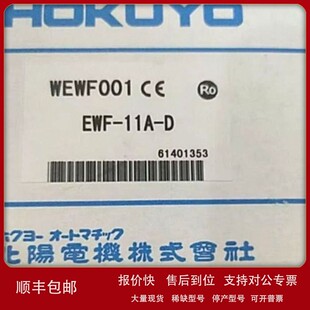 HOKUYO
WEWF001 CE Ro
EWF-11A-D
61401353
ホクヨー オートマチック
北陽電機株式會社
顺丰包邮
报价快 售后到位 支持对公专票
大量现货 稀缺型号 停产型号 可开普票